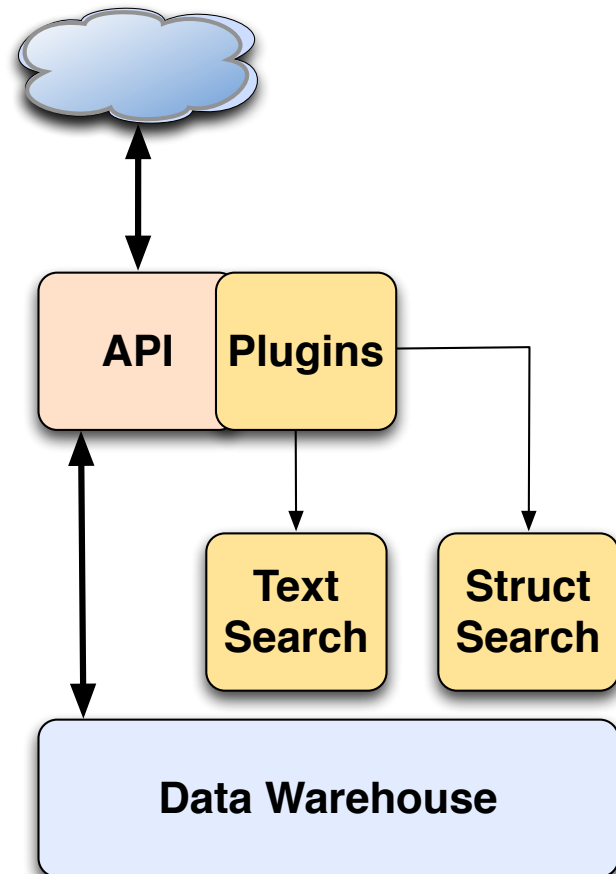 API
Plugins
Text
Search
Struct
Search
Data Warehouse